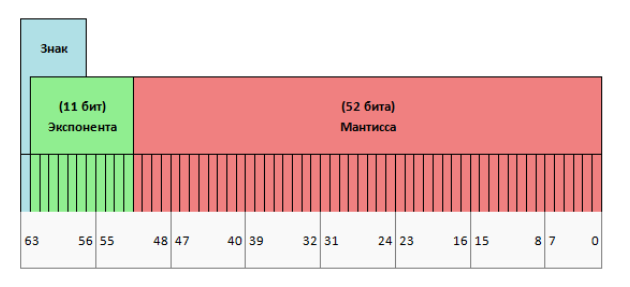 Знак
(11 бит)
Экспонента
(52 бита)
Мантисса
63 56 55 48 47 40 39 32 31 24 23 16 15 8 7 0